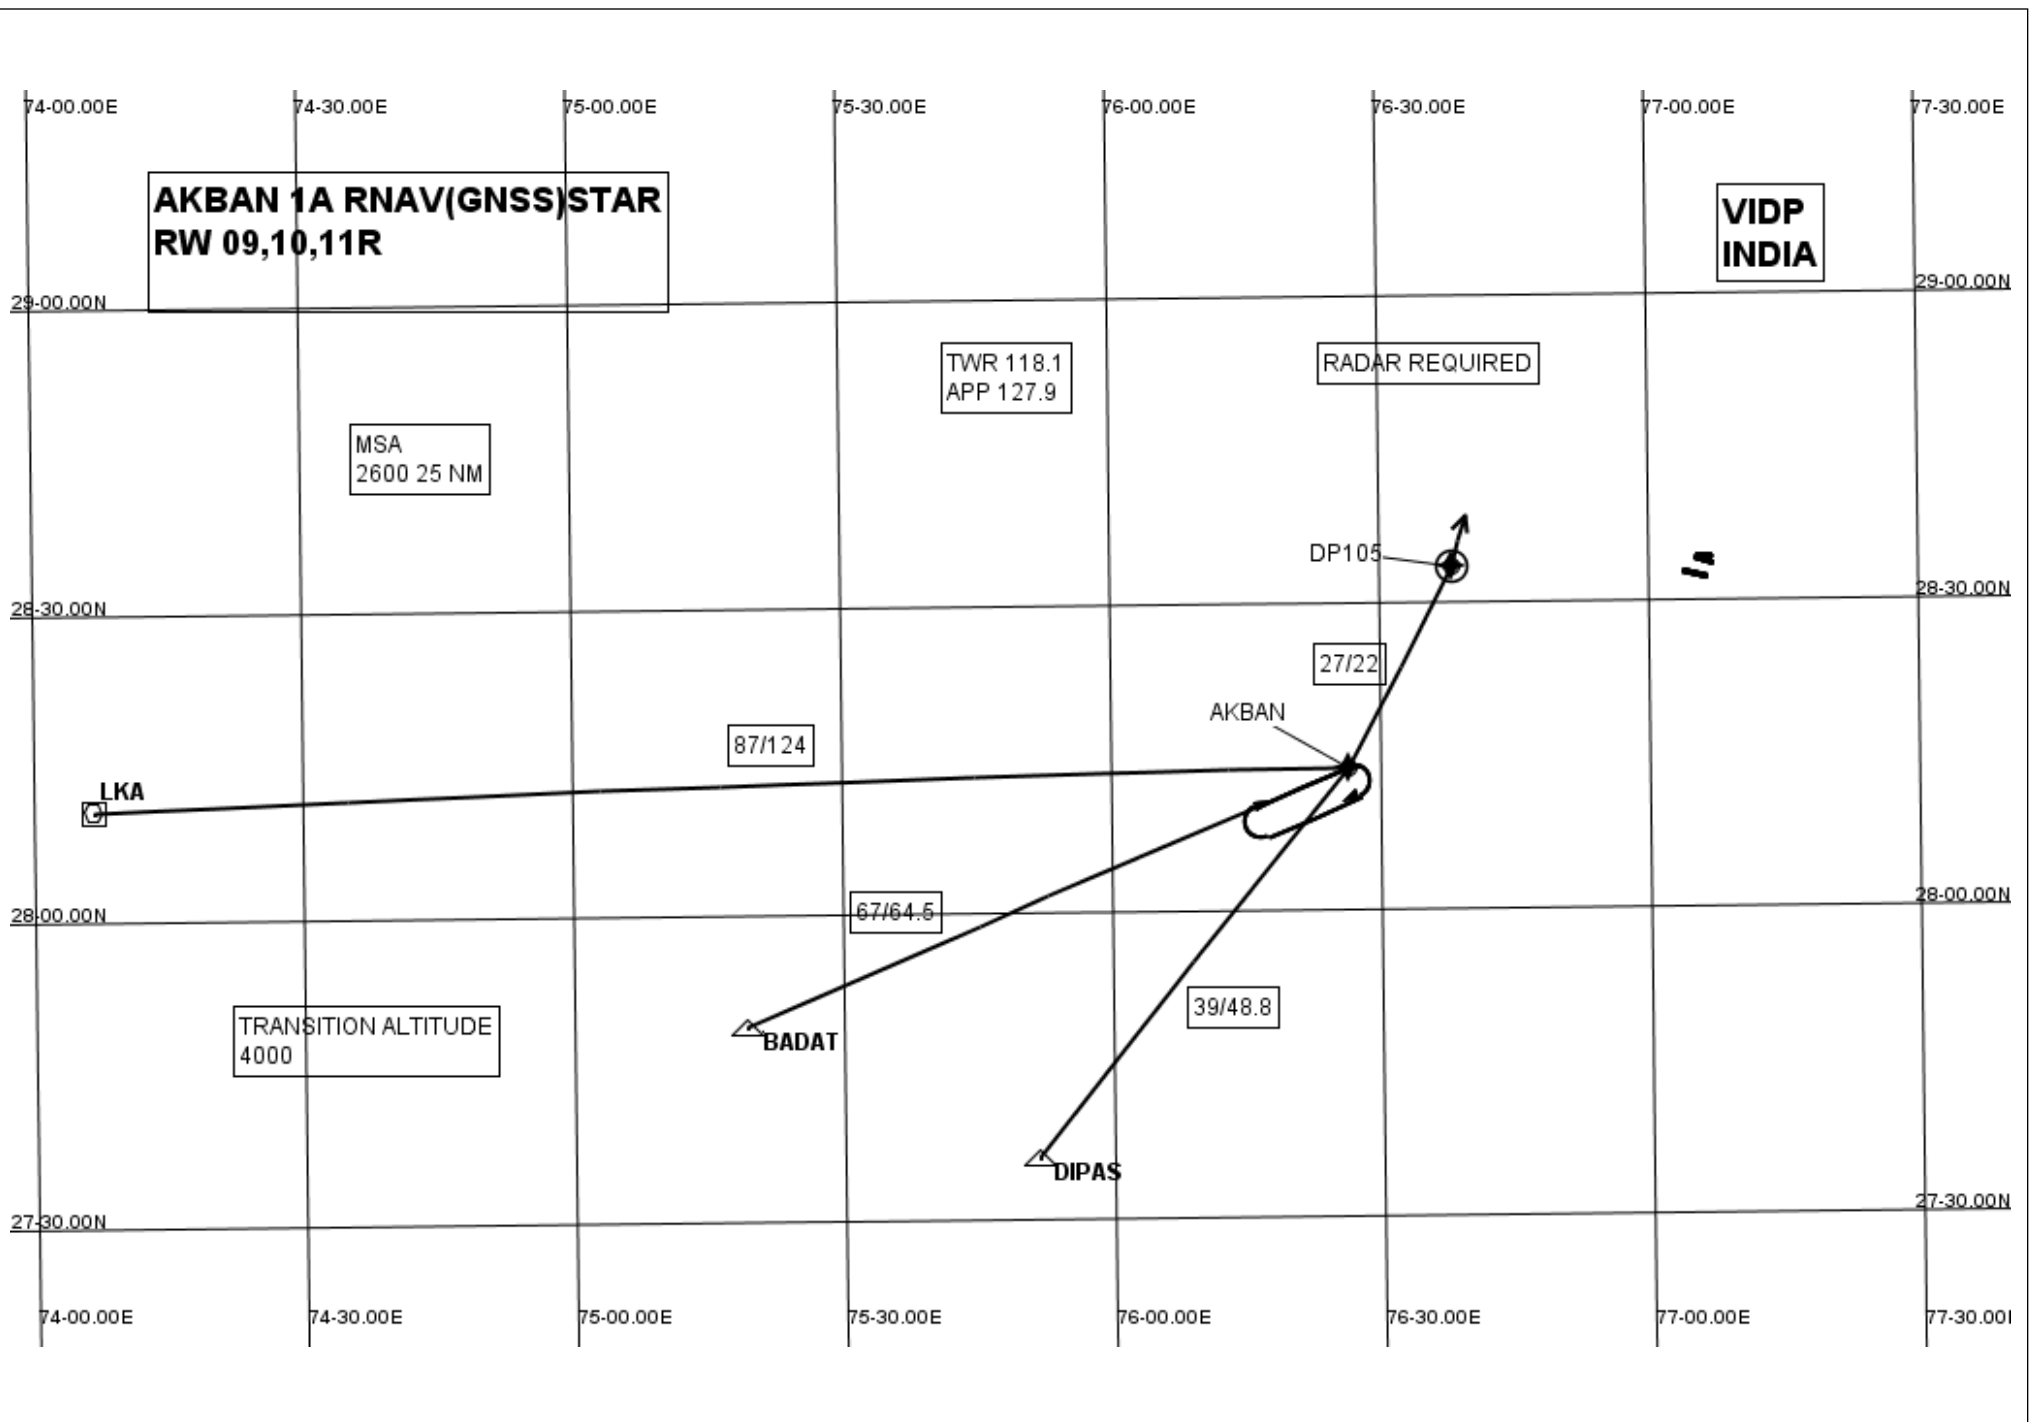 74-00.00E
74-30.00E
75-00.00E
75-30.00E
76-00.00E
76-30.00E
77-00.00E
77-30.00E
AKBAN 1A RNAV(GNSS)STAR
RW 09,10,11R
VIDP
INDIA
29-00.00N
29-00.00N
TWR 118.1
APP 127.9
RADAR REQUIRED
MSA
2600 25 NM
DP105
28-30.00N
28-30.00N
27/22
AKBAN
87/124
LKA
67/64.5
28-00.00N
28-00.00N
39/48.8
TRANSITION ALTITUDE
4000
BADAT
DIPAS
27-30.00N
27-30.00N
74-00.00E
74-30.00E
75-00.00E
75-30.00E
76-00.00E
76-30.00E
77-00.00E
77-30.00